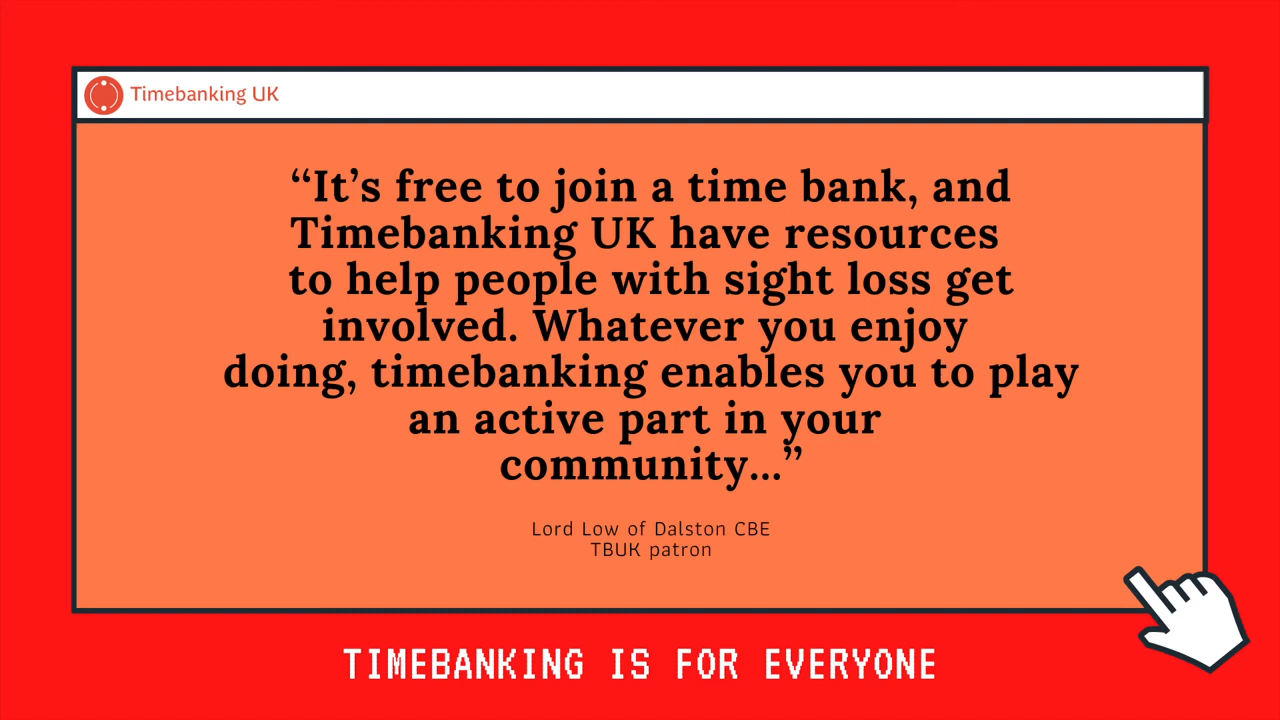 Timebanking UK
“It’s free to join a time bank, and
Timebanking UK have resources
to help people with sight loss get
involved. Whatever you enjoy
doing, timebanking enables you to play
an active part in your
community...”
Lord Low of Dalston CBE
TBUK patron
TIMEBANKING IS FOR EVERYONE